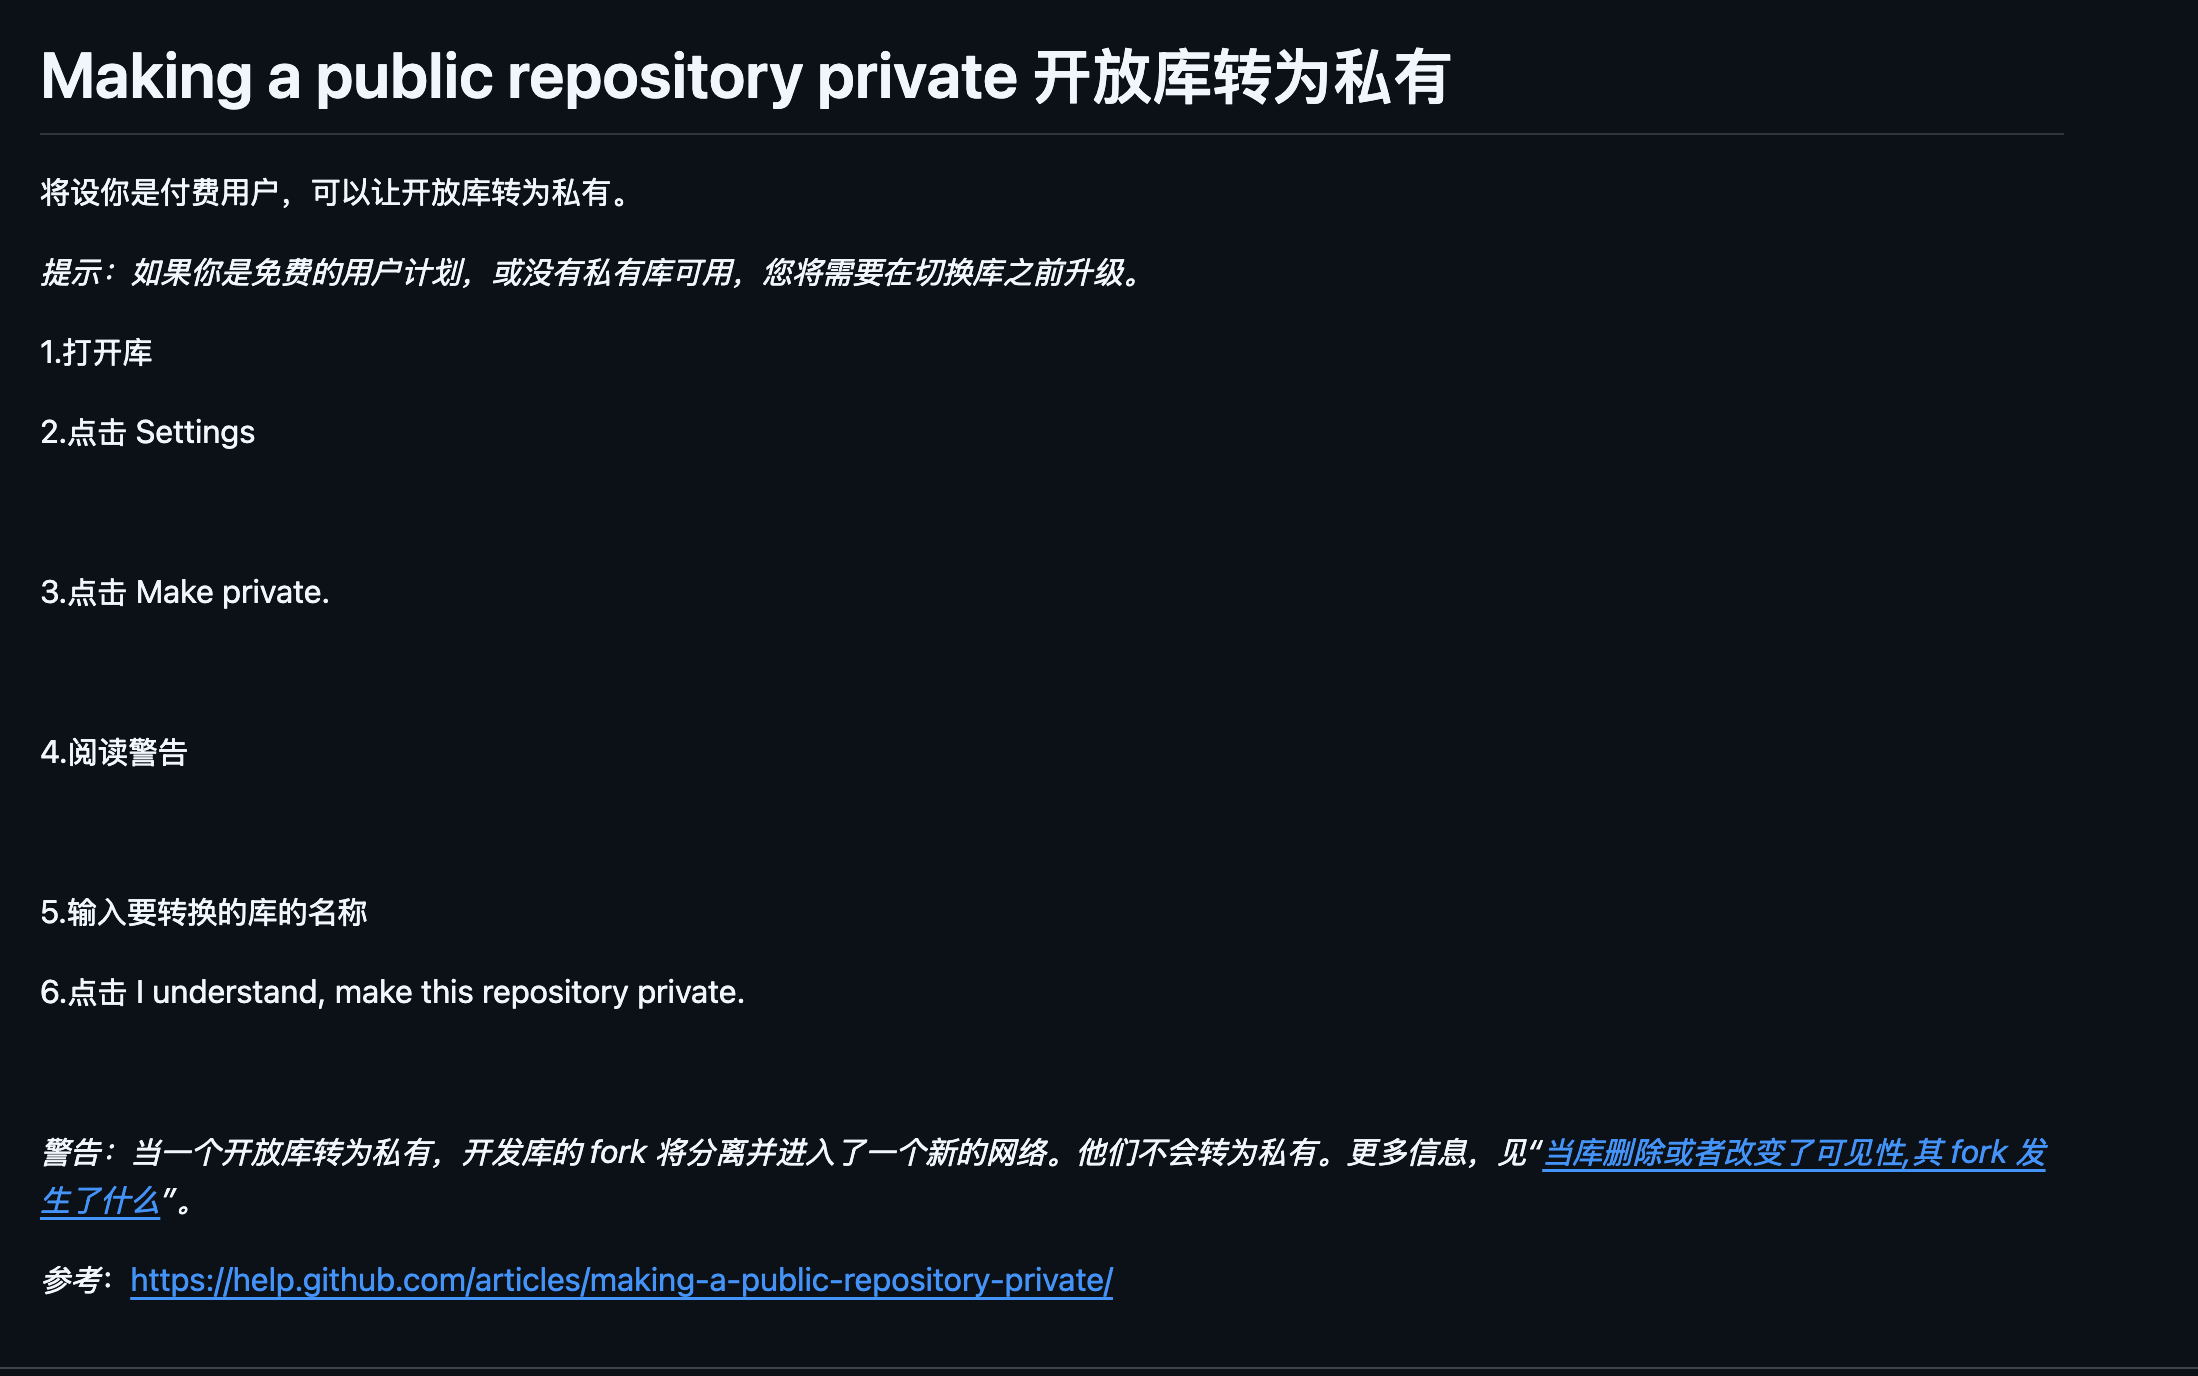 Making a public repository private 开放库转为私有
将设你是付费用户，可以让开放库转为私有。
提示：如果你是免费的用户计划，或没有私有库可用，您将需要在切换库之前升级。
1.打开库
2.点击 Settings
3.点击 Make private.
4.阅读警告
5.输入要转换的库的名称
6.点击 I understand, make this repository private.
警告：当一个开放库转为私有，开发库的 fork 将分离并进入了一个新的网络。他们不会转为私有。更多信息，见“当库删除或者改变了可见性,其 fork 发
生了什么”。
参考：https://help.github.com/articles/making-a-public-repository-private/